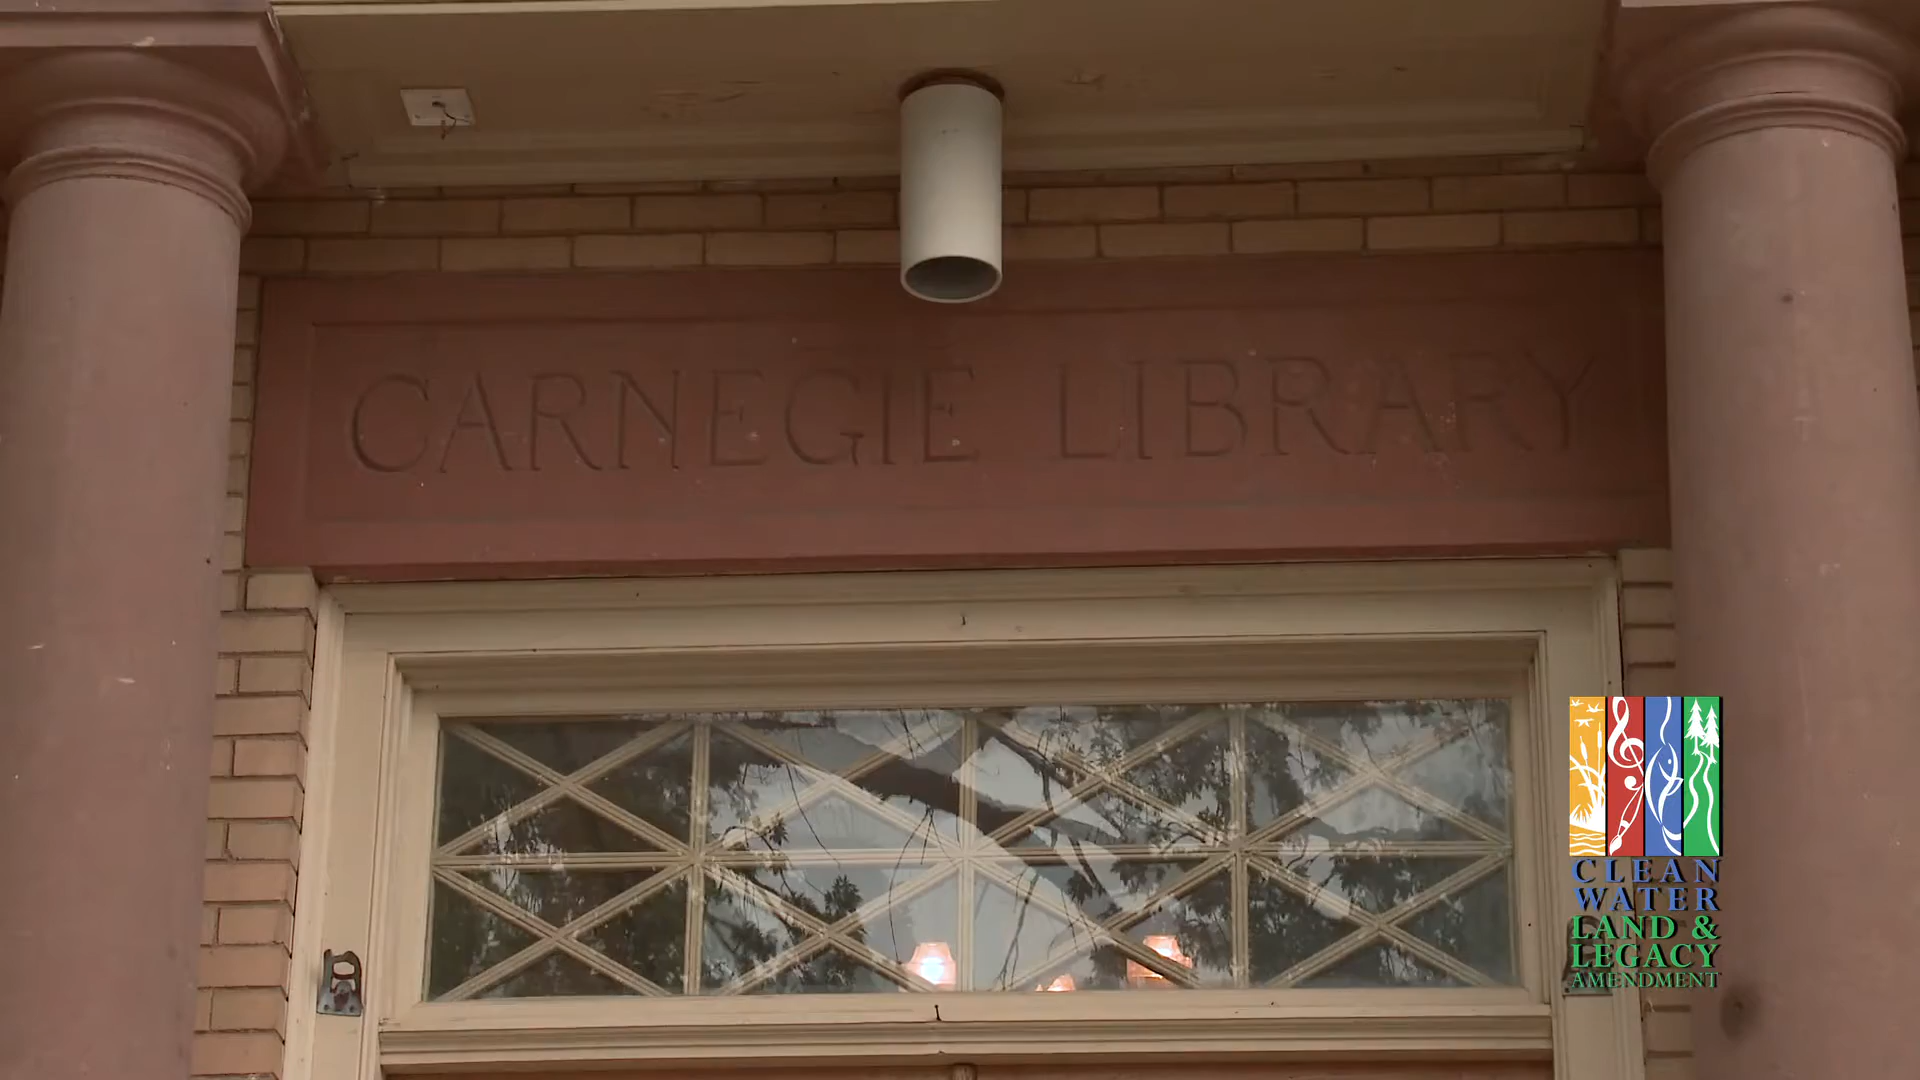 CARNEGIE LIBRARY
CLEAN
WATER
LAND &
LEGACY
AMENDMENT